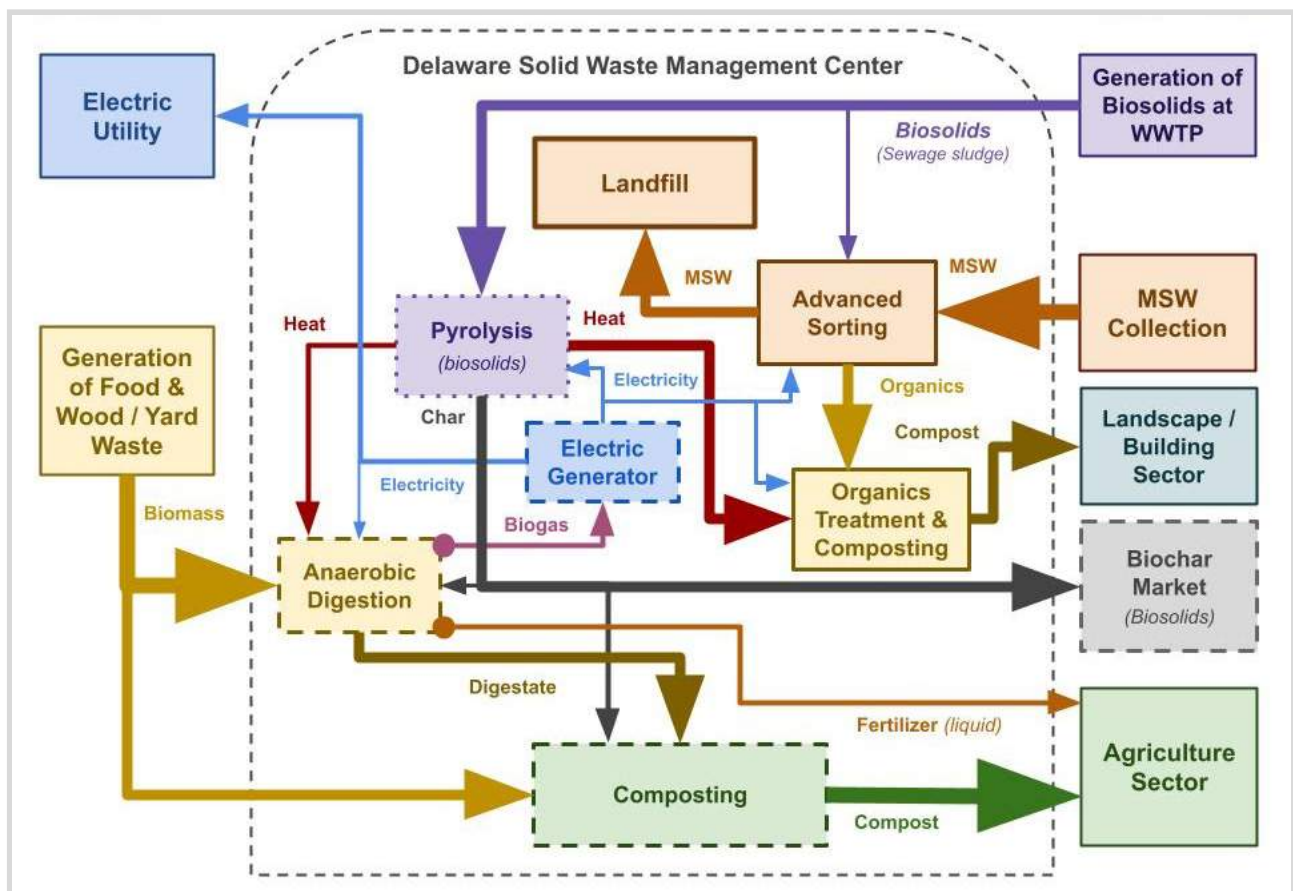 Delaware Solid Waste Management Center
Electric
Utility
Generation of
Biosolids at
WWTP
Biosolids
(Sewage sludge)
Landfill
MSW
MSW
Advanced
Sorting
MSW
Collection
Heat
Pyrolysis
(biosolids)
Heat
Generation
of Food &
Wood / Yard
Waste
Electricity
Organics
Char
Compost
Landscape /
Building
Sector
Electric
Generator
Electricity
Biogas
Organics
Treatment &
Composting
Biomass
Anaerobic
Digestion
Biochar
Market
(Biosolids)
Digestate
Fertilizer (liquid)
Agriculture
Sector
Composting
Compost